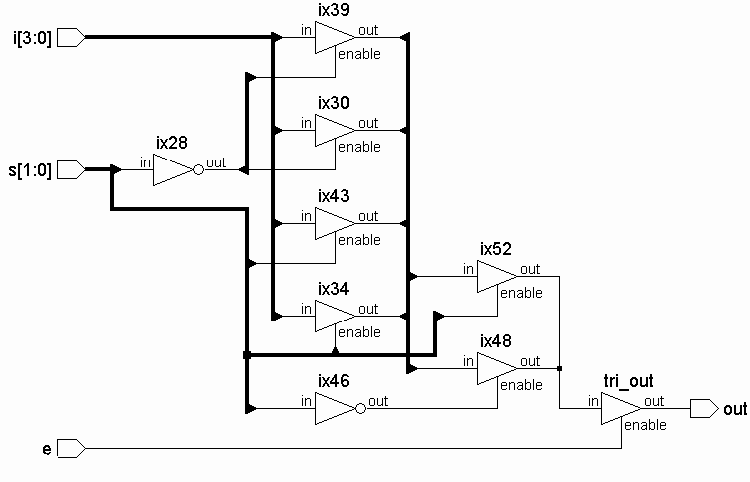 ix39
i[3:0]
in
out
enable
ix30
in
out
enable
ix28
s[1:0]
in
out
ix43
in
out
enable
ix52
in
out
enable
ix34
in
out
enable
ix48
in
out
enable
ix46
in
out
tri_out
in
out
out
enable
e